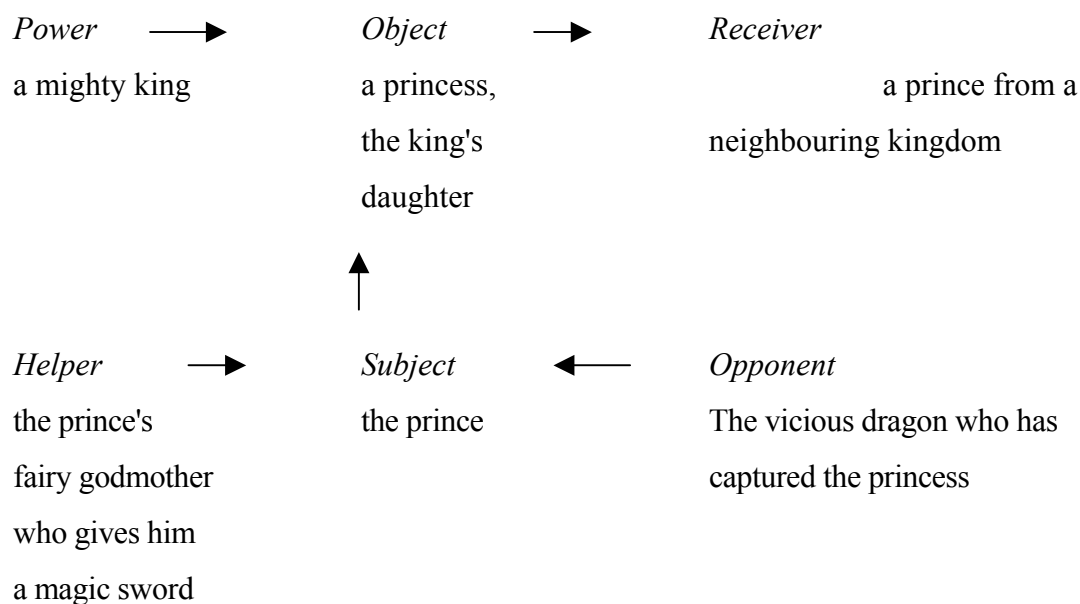 Power Object Receiver
a mighty king a princess, a prince from a
the king's neighbouring kingdom
daughter
Helper Subject Opponent
the prince's the prince The vicious dragon who has
fairy godmother captured the princess
who gives him
a magic sword